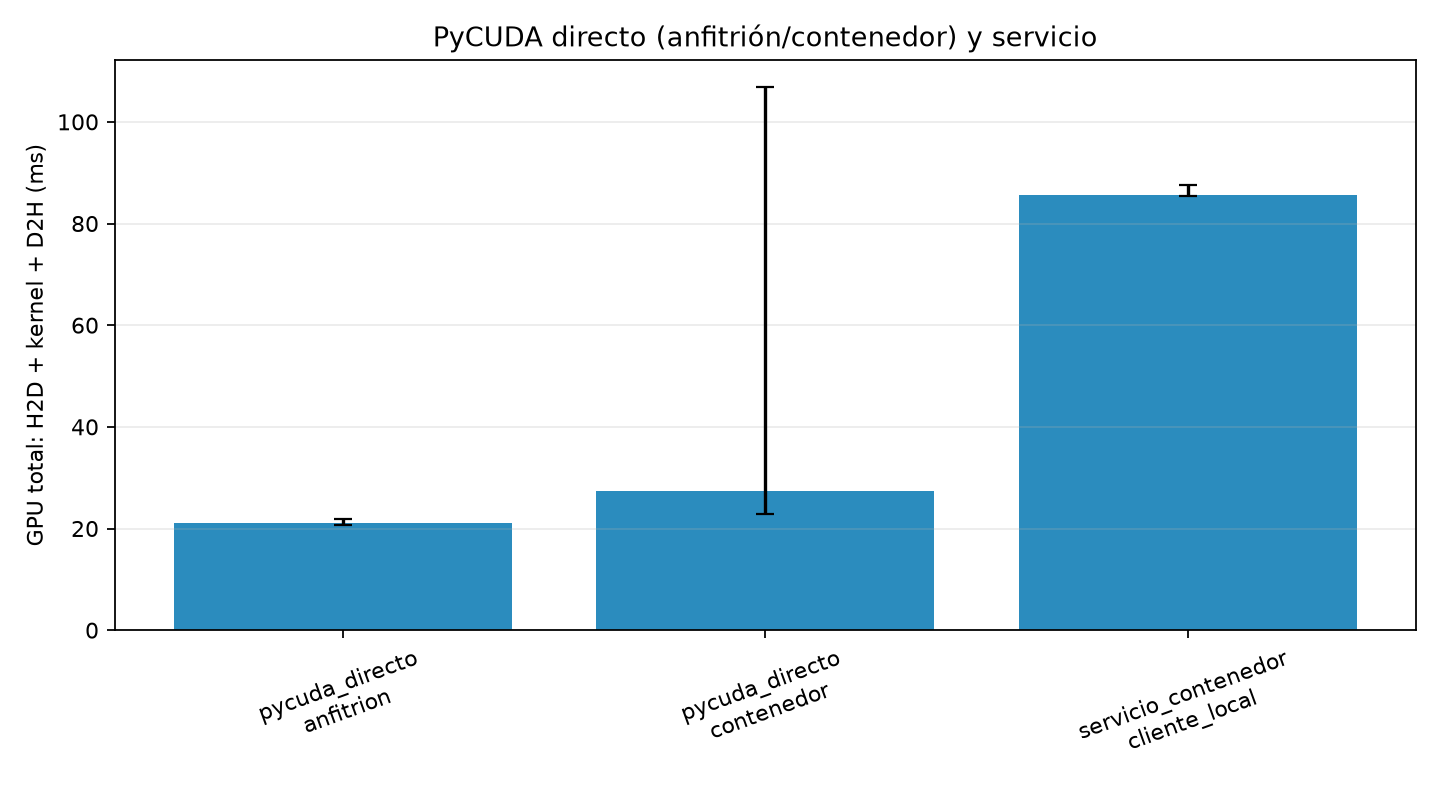 PyCUDA directo (anfitrión/contenedor) y servicio
GPU total: H2D + kernel + D2H (ms)
100
80
60
40
20
0
pycuda_directo
anfitrion
pycuda_directo
contenedor
servicio_contenedor
cliente_local